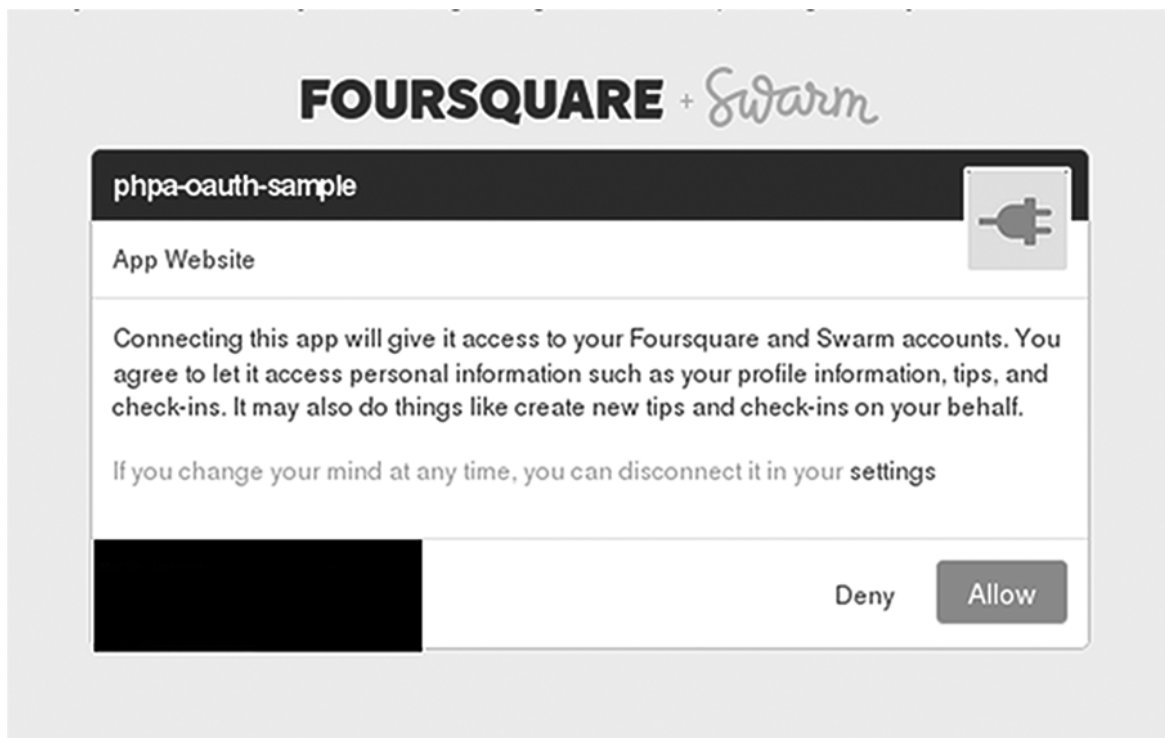 FOURSQUARE + Swarm
phpa-oauth-sample
App Website
Connecting this app will give it access to your Foursquare and Swarm accounts. You
agree to let it access personal information such as your profile information, tips, and
check-ins. It may also do things like create new tips and check-ins on your behalf.
If you change your mind at any time, you can disconnect it in your settings
Deny
Allow